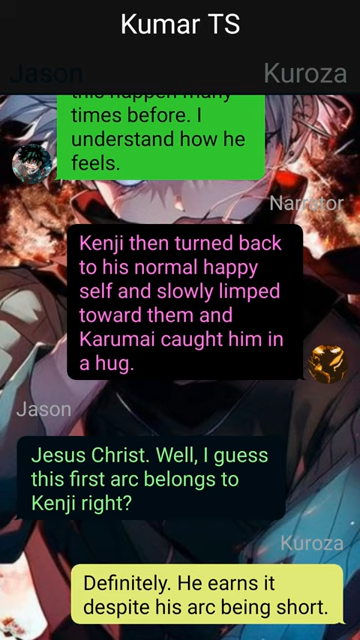 Kumar TS
Jason
Kuroza
this happen many
times before. I
understand how he
feels.
Narrator
Kenji then turned back
to his normal happy
self and slowly limped
toward them and
Karumai caught him in
a hug.
Jason
Jesus Christ. Well, I guess
this first arc belongs to
Kenji right?
Kuroza
Definitely. He earns it
despite his arc being short.